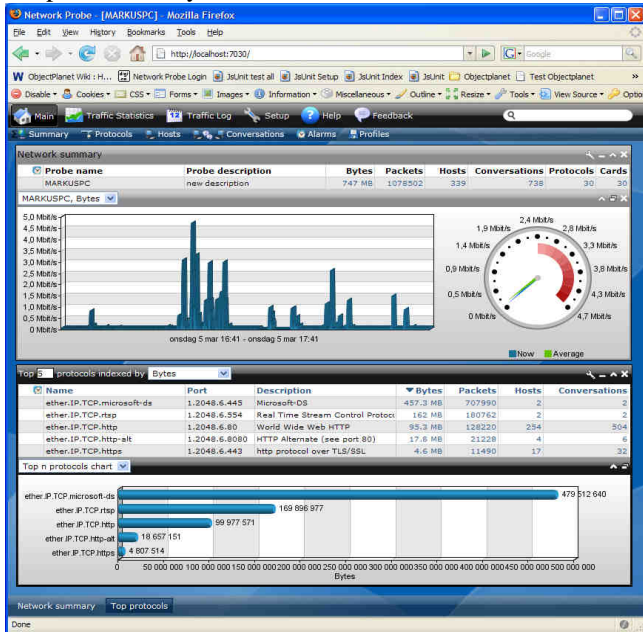 Network Probe - [MARKUSPC] - Mozilla Firefox
File Edit View History Bookmarks Tools Help
http://localhost:7030/ Google
ObjectPlanet Wiki : H... Network Probe Login JsUnit test all JsUnit Setup JsUnit Index JsUnit Objectplanet Test Objectplanet »
Disable Cookies CSS Forms Images Information Miscellaneous Outline Resize Tools View Source Optio
Main Traffic Statistics Traffic Log Setup Help Feedback
Summary Protocols Hosts Conversations Alarms Profiles
Network summary
Probe name Probe description Bytes Packets Hosts Conversations Protocols Cards
MARKUSPC new description 747 MB 1078502 339 738 30 30
MARKUSPC, Bytes
5,0 Mbit/s
4,5 Mbit/s
4,0 Mbit/s
3,5 Mbit/s
3,0 Mbit/s
2,5 Mbit/s
2,0 Mbit/s
1,5 Mbit/s
1,0 Mbit/s
0,5 Mbit/s
0 Mbit/s
onsdag 5 mar 16:41 - onsdag 5 mar 17:41
0 Mbit/s
0,5 Mbit/s
0,9 Mbit/s
1,4 Mbit/s
1,9 Mbit/s
2,4 Mbit/s
2,8 Mbit/s
3,3 Mbit/s
3,8 Mbit/s
4,3 Mbit/s
4,7 Mbit/s
Now Average
Top 5 protocols indexed by Bytes
Name Port Description Bytes Packets Hosts Conversations
ether.IP.TCP.microsoft-ds 1.2048.6.445 Microsoft-DS 457.3 MB 707990 2 2
ether.IP.TCP.rtsp 1.2048.6.554 Real Time Stream Control Protoc 162 MB 180762 2 2
ether.IP.TCP.http 1.2048.6.80 World Wide Web HTTP 95.3 MB 128220 254 504
ether.IP.TCP.http-alt 1.2048.6.8080 HTTP Alternate (see port 80) 17.8 MB 21228 4 6
ether.IP.TCP.https 1.2048.6.443 http protocol over TLS/SSL 4.6 MB 11490 17 32
Top n protocols chart
ether.IP.TCP.microsoft-ds 479 512 640
ether.IP.TCP.rtsp 169 896 977
ether.IP.TCP.http 99 977 571
ether.IP.TCP.http-alt 18 657 151
ether.IP.TCP.https 4 807 514
0 50 000 000 100 000 000 150 000 000 200 000 000 250 000 000 300 000 000 350 000 000 400 000 000 450 000 000 500 000 000
Bytes
Network summary Top protocols
Done